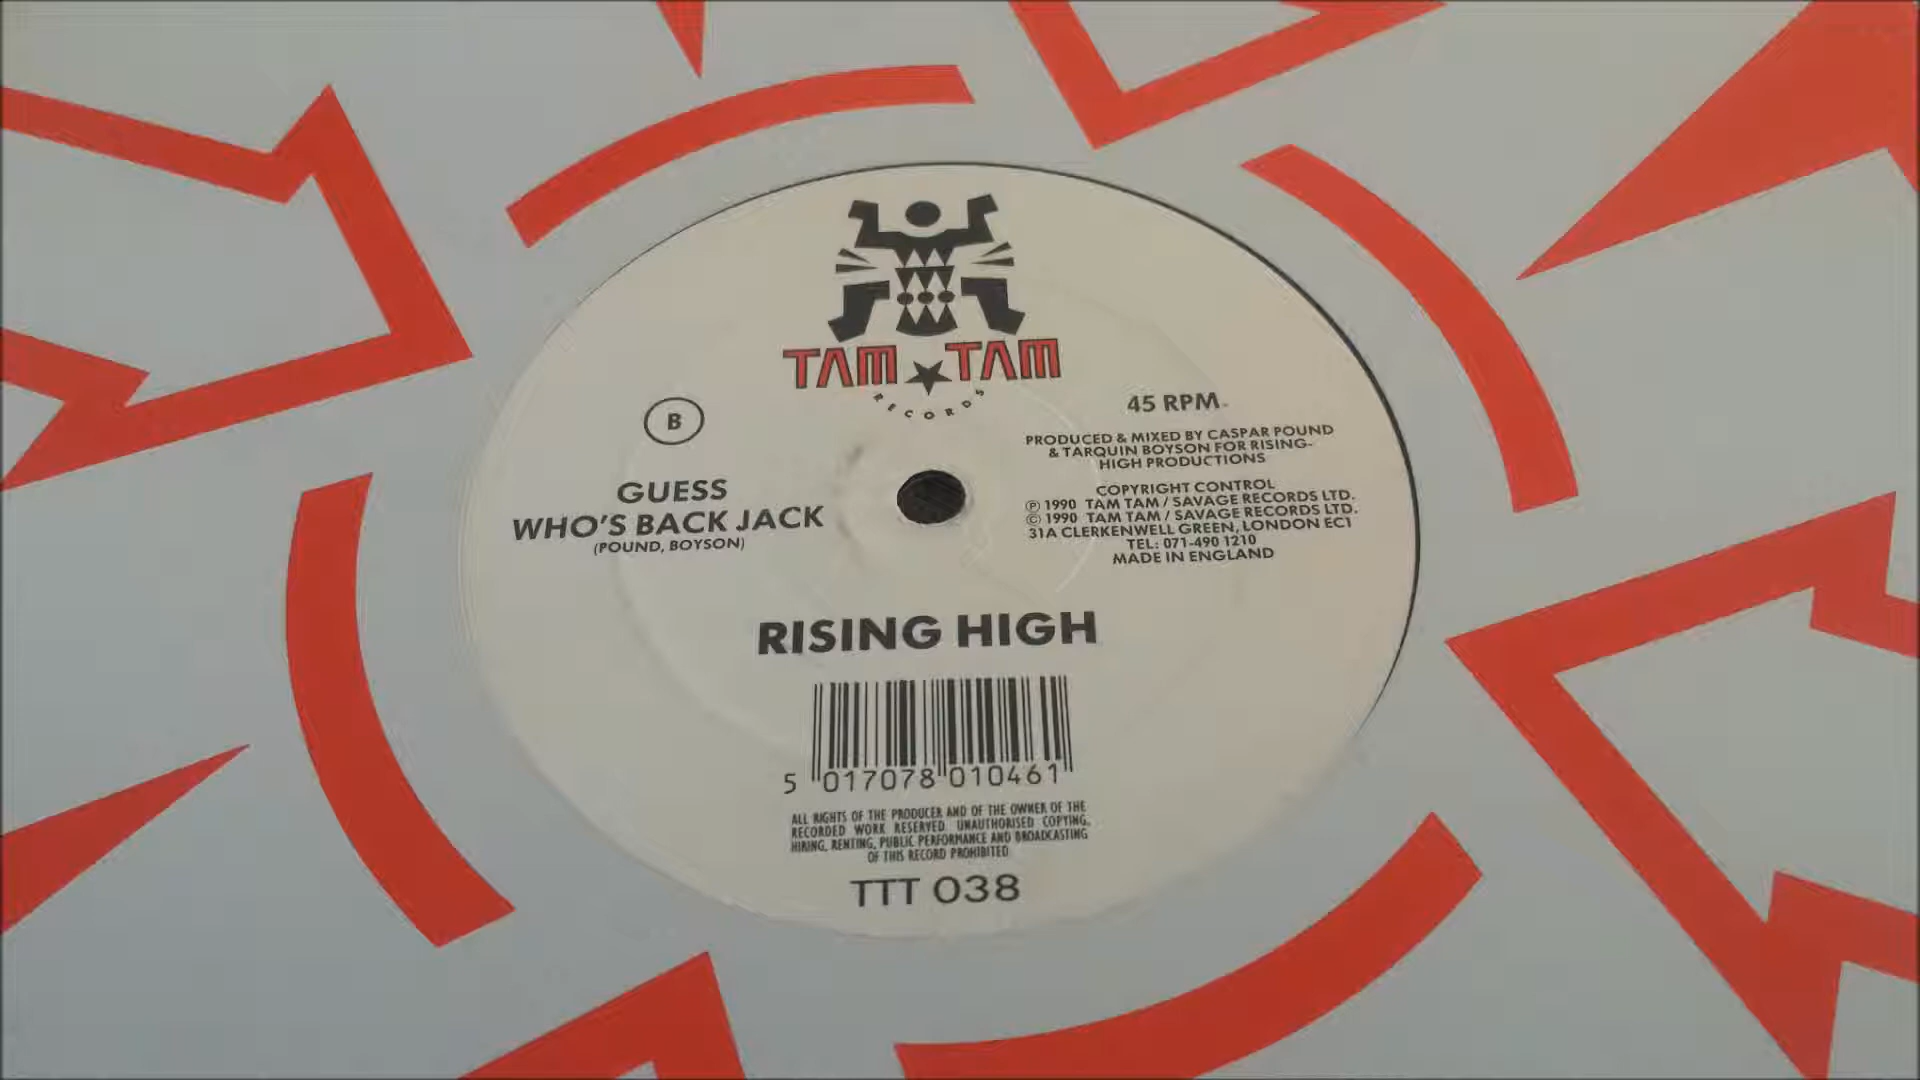 TAM TAM
RECORDS
B
GUESS
WHO'S BACK JACK
(POUND, BOYSON)
45 RPM
PRODUCED & MIXED BY CASPAR POUND
& TARQUIN BOYSON FOR RISING-
HIGH PRODUCTIONS
COPYRIGHT CONTROL
℗ 1990 TAM TAM / SAVAGE RECORDS LTD.
© 1990 TAM TAM / SAVAGE RECORDS LTD.
31A CLERKENWELL GREEN, LONDON EC1
TEL: 071-490 1210
MADE IN ENGLAND
RISING HIGH
5 017078 010461
ALL RIGHTS OF THE PRODUCER AND OF THE OWNER OF THE
RECORDED WORK RESERVED. UNAUTHORISED COPYING,
HIRING, RENTING, PUBLIC PERFORMANCE AND BROADCASTING
OF THIS RECORD PROHIBITED
TTT 038